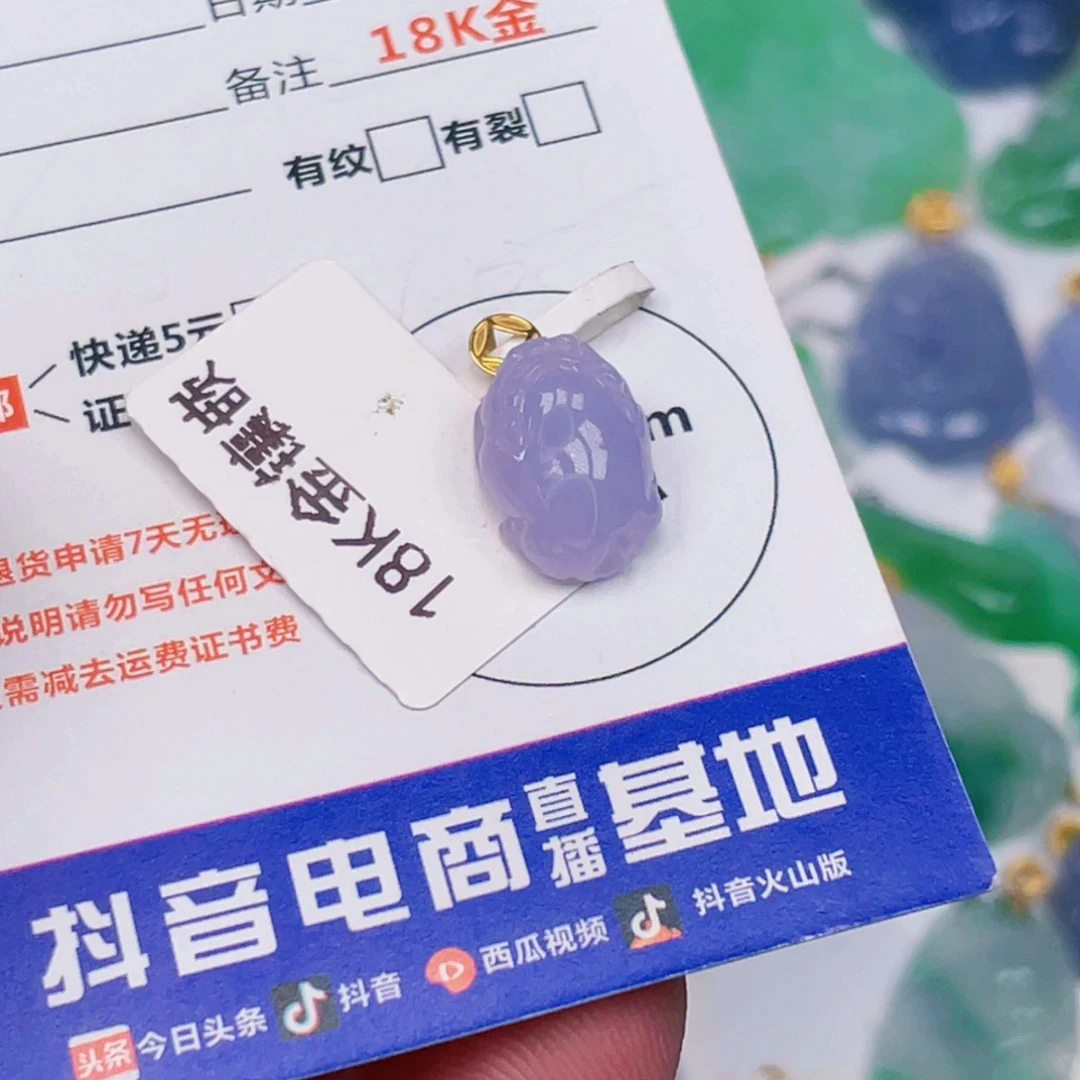 日期
备注 18K金
有纹 有裂
快递5元
证
m
18K金镶嵌
退货申请7天无
说明请勿写任何文
需减去运费证书费
抖音电商直播基地
头条 今日头条 抖音 西瓜视频 抖音火山版